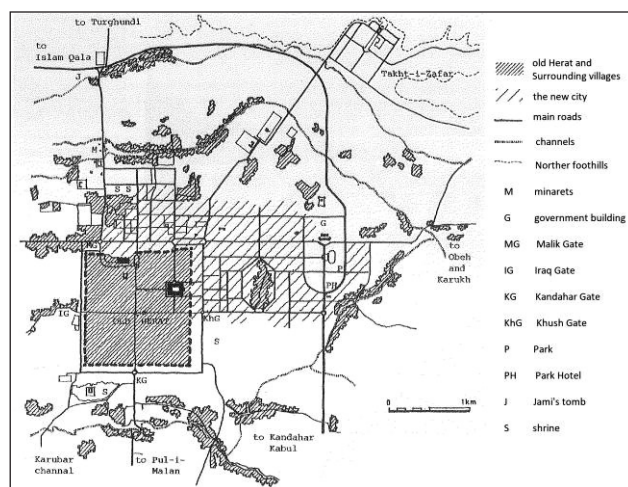 to Turghundi
to
Islam Qala
J
Takht-i-Zafar
M
S S
G
MG
to
Obeh
and
Karukh
P
PH
IG
OLD HERAT
KhG
S
KG
S
Karubar
channal
to Pul-i-
Malan
to Kandahar
Kabul
0 1km
old Herat and
Surrounding villages
the new city
main roads
channels
Norther foothills
M minarets
G government building
MG Malik Gate
IG Iraq Gate
KG Kandahar Gate
KhG Khush Gate
P Park
PH Park Hotel
J Jami's tomb
S shrine